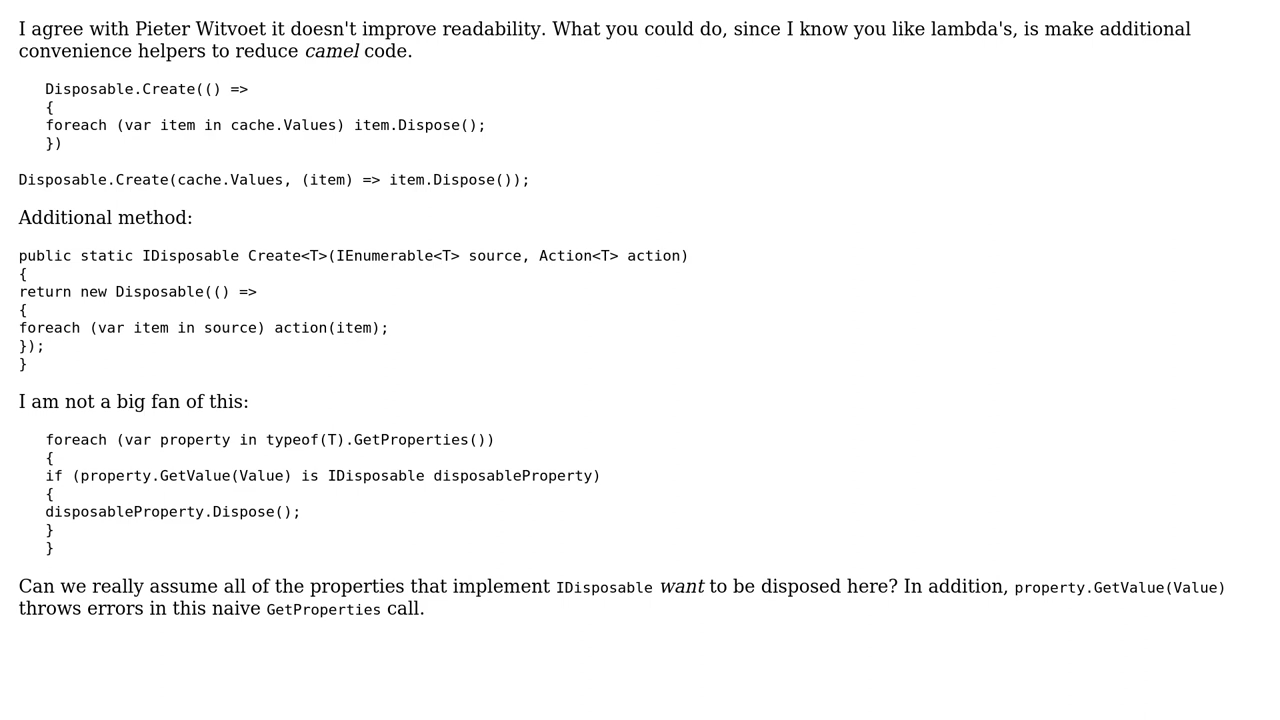 I agree with Pieter Witvoet it doesn't improve readability. What you could do, since I know you like lambda's, is make additional
convenience helpers to reduce camel code.
Disposable.Create(() =>
{
foreach (var item in cache.Values) item.Dispose();
})
Disposable.Create(cache.Values, (item) => item.Dispose());
Additional method:
public static IDisposable Create<T>(IEnumerable<T> source, Action<T> action)
{
return new Disposable(() =>
{
foreach (var item in source) action(item);
});
}
I am not a big fan of this:
foreach (var property in typeof(T).GetProperties())
{
if (property.GetValue(Value) is IDisposable disposableProperty)
{
disposableProperty.Dispose();
}
}
Can we really assume all of the properties that implement IDisposable want to be disposed here? In addition, property.GetValue(Value)
throws errors in this naive GetProperties call.